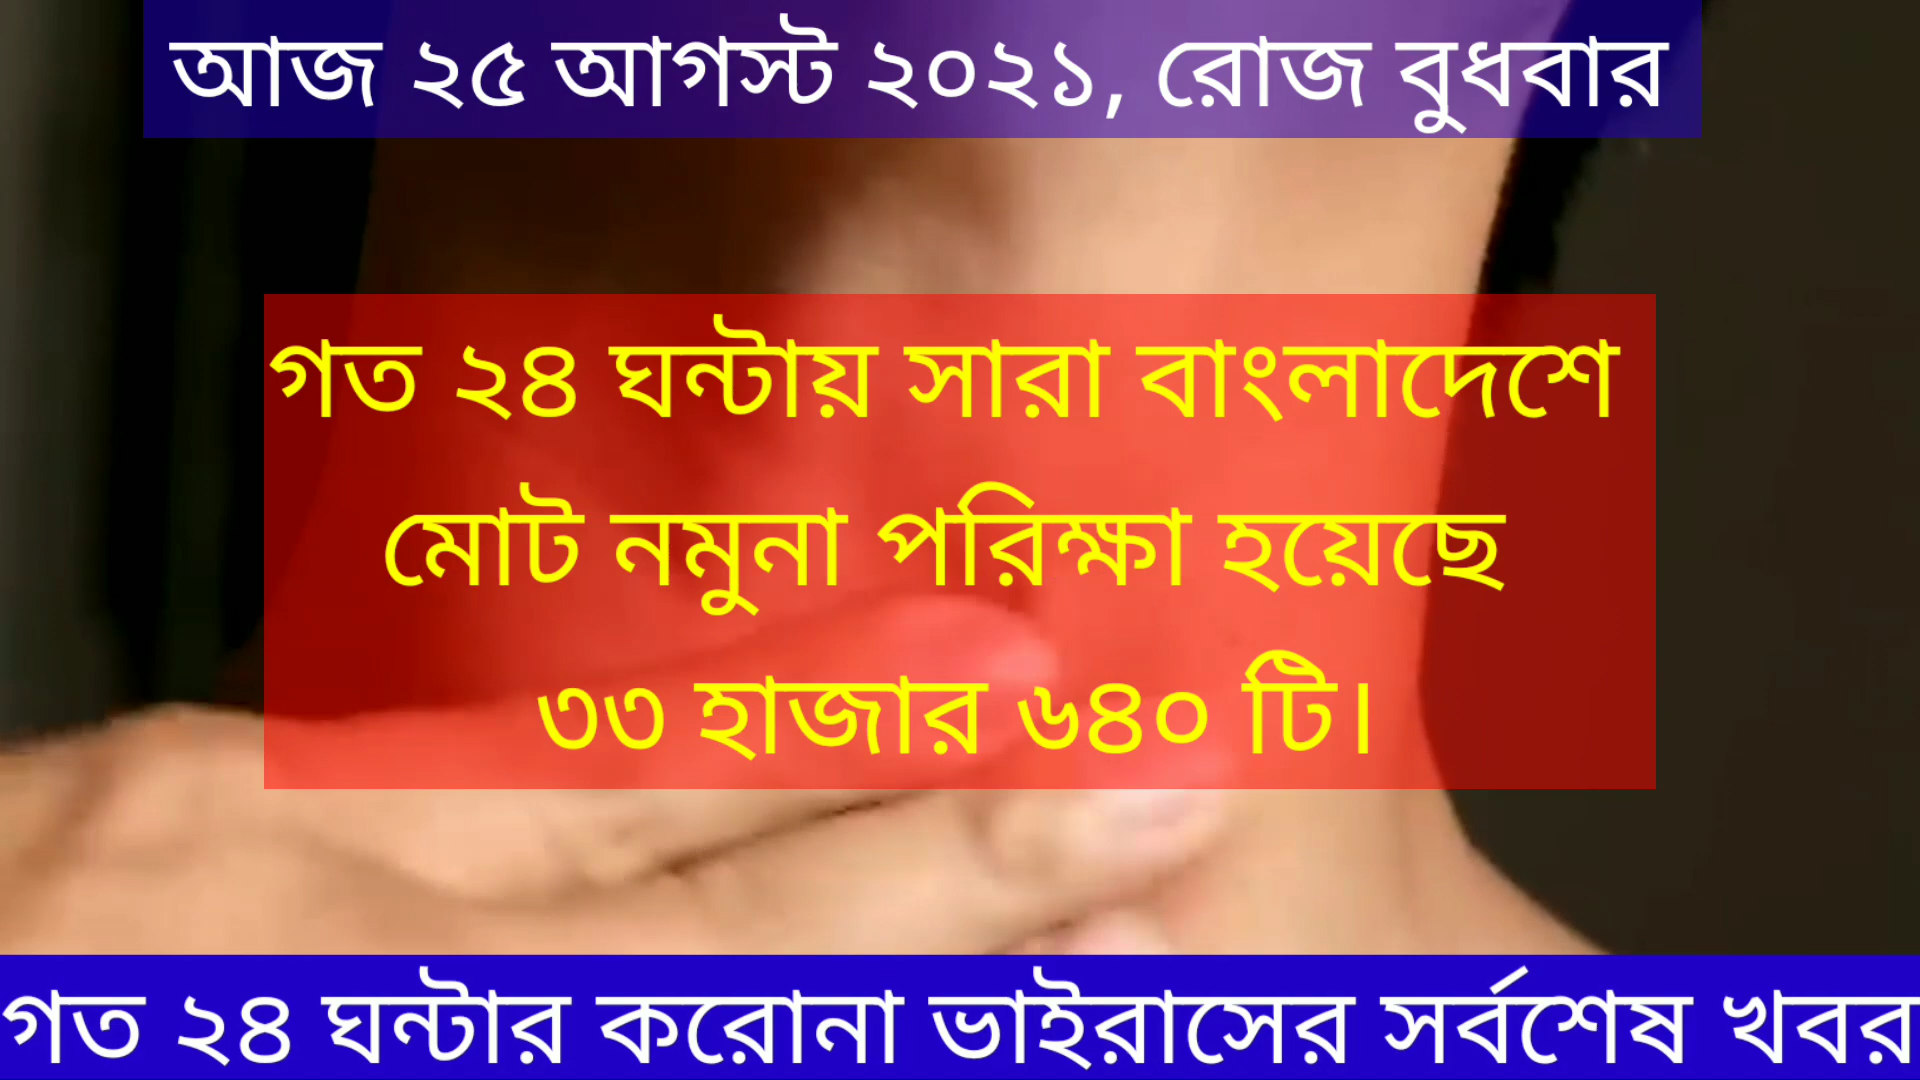 আজ ২৫ আগস্ট ২০২১, রোজ বুধবার
গত ২৪ ঘন্টায় সারা বাংলাদেশে
মোট নমুনা পরিক্ষা হয়েছে
৩৩ হাজার ৬৪০ টি।
গত ২৪ ঘন্টার করোনা ভাইরাসের সর্বশেষ খবর